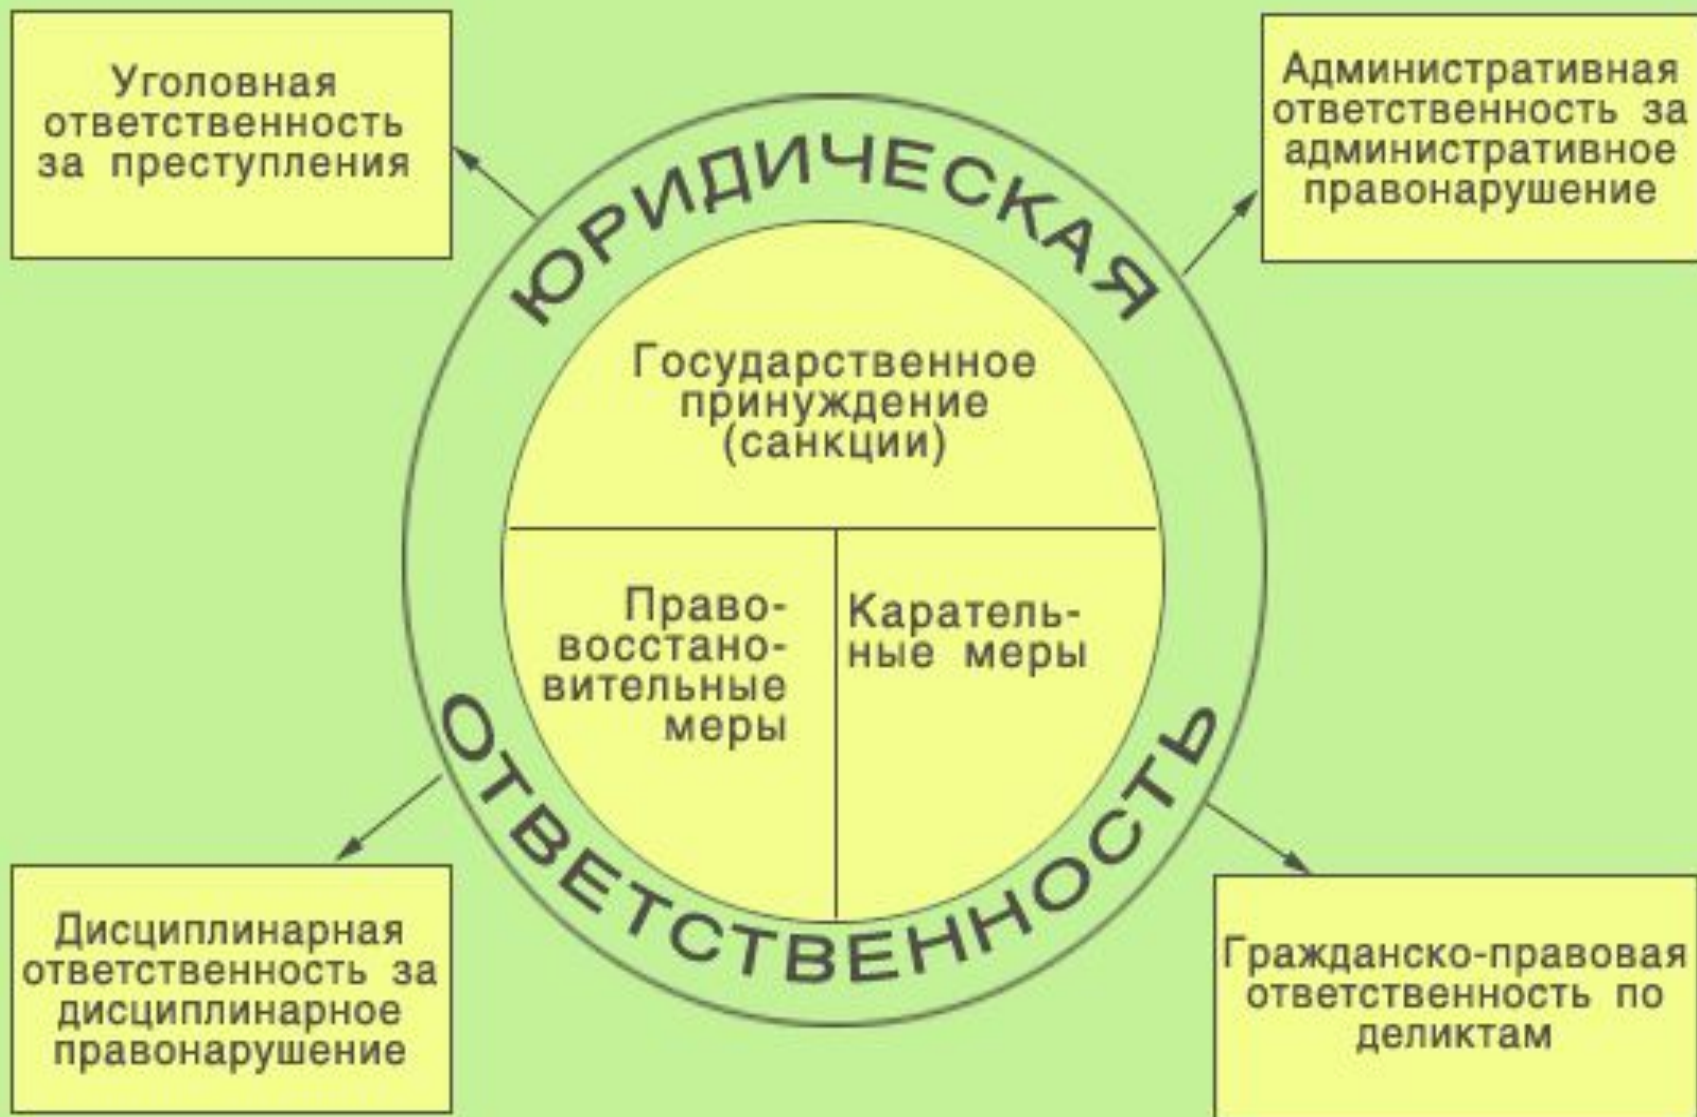 Уголовная
ответственность
за преступления
Административная
ответственность за
административное
правонарушение
ЮРИДИЧЕСКАЯ
Государственное
принуждение
(санкции)
Право-
восстано-
вительные
меры
Каратель-
ные меры
ОТВЕТСТВЕННОСТЬ
Дисциплинарная
ответственность за
дисциплинарное
правонарушение
Гражданско-правовая
ответственность по
деликтам